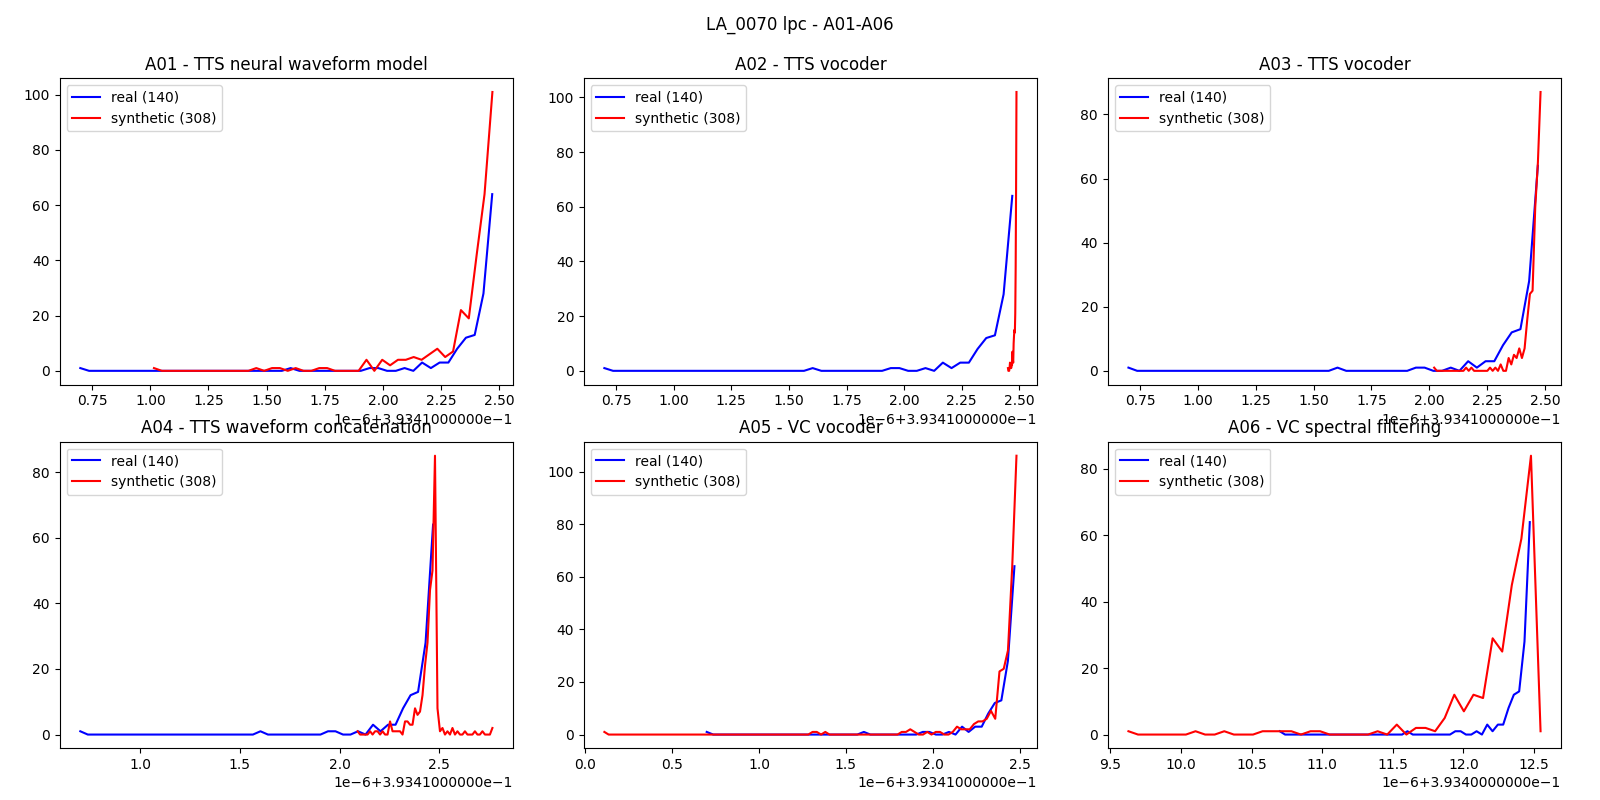 LA_0070 lpc - A01-A06
A01 - TTS neural waveform model
100
80
60
40
20
0
real (140)
synthetic (308)
0.75 1.00 1.25 1.50 1.75 2.00 2.25 2.50
1e−6+3.9341000000e−1
A02 - TTS vocoder
100
80
60
40
20
0
real (140)
synthetic (308)
0.75 1.00 1.25 1.50 1.75 2.00 2.25 2.50
1e−6+3.9341000000e−1
A03 - TTS vocoder
80
60
40
20
0
real (140)
synthetic (308)
0.75 1.00 1.25 1.50 1.75 2.00 2.25 2.50
1e−6+3.9341000000e−1
A04 - TTS waveform concatenation
80
60
40
20
0
real (140)
synthetic (308)
1.0 1.5 2.0 2.5
1e−6+3.9341000000e−1
A05 - VC vocoder
100
80
60
40
20
0
real (140)
synthetic (308)
0.0 0.5 1.0 1.5 2.0 2.5
1e−6+3.9341000000e−1
A06 - VC spectral filtering
80
60
40
20
0
real (140)
synthetic (308)
9.5 10.0 10.5 11.0 11.5 12.0 12.5
1e−6+3.9340000000e−1